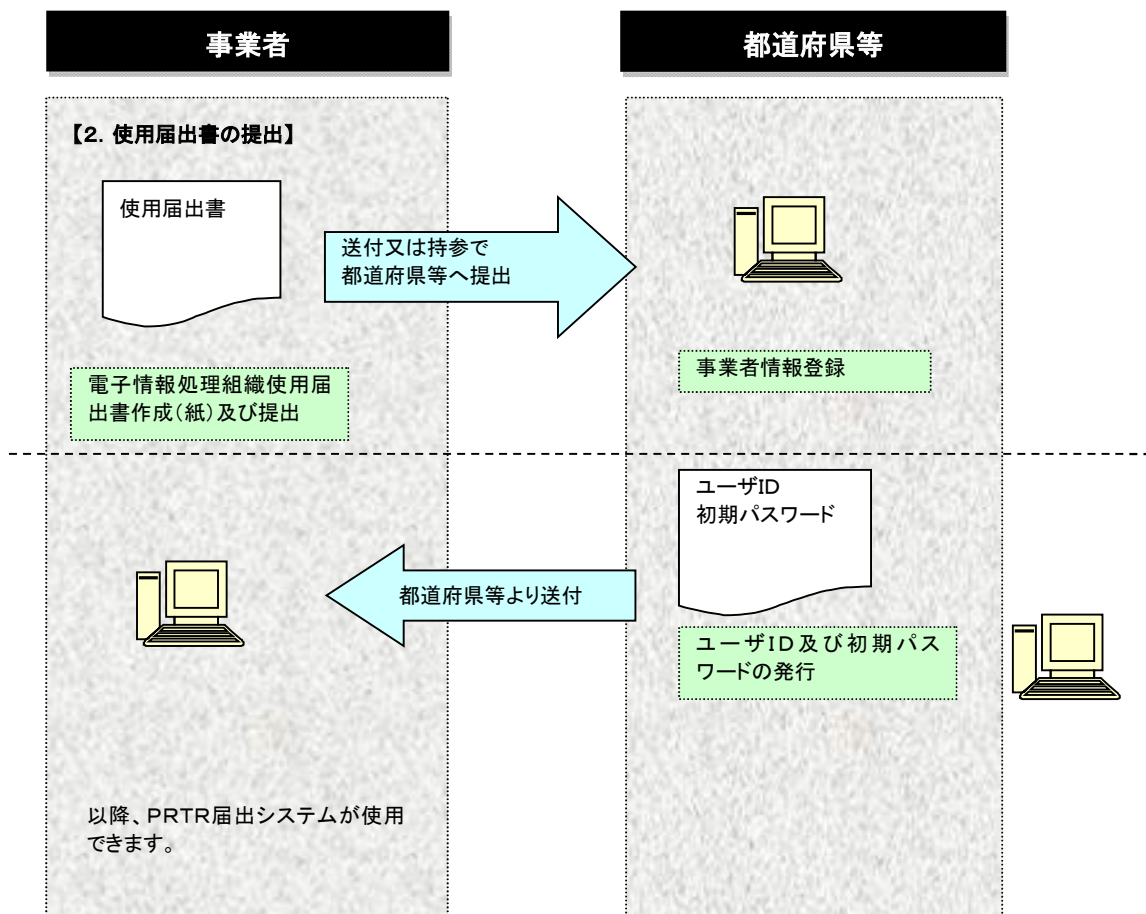 事業者
都道府県等
【2．使用届出書の提出】
使用届出書
送付又は持参で
都道府県等へ提出
電子情報処理組織使用届
出書作成（紙）及び提出
事業者情報登録
ユーザID
初期パスワード
都道府県等より送付
ユーザID及び初期パス
ワードの発行
以降、PRTR届出システムが使用
できます。